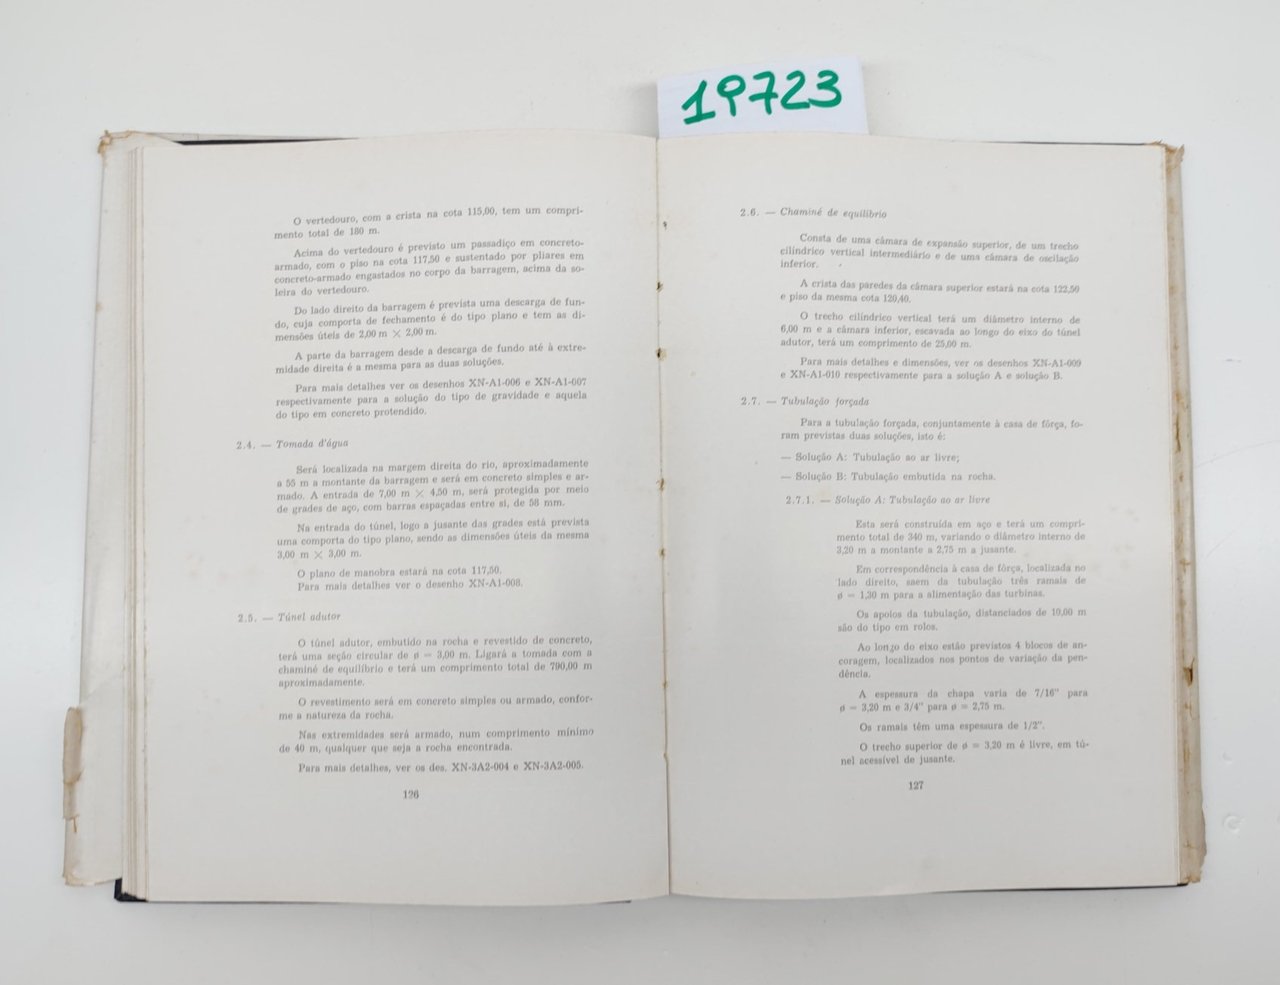 19723
O vertedouro, com a crista na cota 115,00, tem um compri-
mento total de 180 m.
Acima do vertedouro é previsto um passadiço em concreto-
armado, com o piso na cota 117,50 e sustentado por pliares em
concreto-armado engastados no corpo da barragem, acima da so-
leira do vertedouro.
Do lado direito da barragem é prevista uma descarga de fun-
do, cuja comporta de fechamento é do tipo plano e tem as di-
mensões úteis de 2,00 m × 2,00 m.
A parte da barragem desde a descarga de fundo até à extre-
midade direita é a mesma para as duas soluções.
Para mais detalhes ver os desenhos XN-A1-006 e XN-A1-007
respectivamente para a solução do tipo de gravidade e aquela
do tipo em concreto protendido.
2.4. — Tomada d'água
Será localizada na margem direita do rio, aproximadamente
a 55 m a montante da barragem e será em concreto simples e ar-
mado. A entrada de 7,00 m × 4,50 m, será protegida por meio
de grades de aço, com barras espaçadas entre si, de 58 mm.
Na entrada do túnel, logo a jusante das grades está prevista
uma comporta do tipo plano, sendo as dimensões úteis da mesma
3,00 m × 3,00 m.
O plano de manobra estará na cota 117,50.
Para mais detalhes ver o desenho XN-A1-008.
2.5. — Túnel adutor
O túnel adutor, embutido na rocha e revestido de concreto,
terá uma seção circular de ø = 3,00 m. Ligará a tomada com a
chaminé de equilíbrio e terá um comprimento total de 790,00 m
aproximadamente.
O revestimento será em concreto simples ou armado, confor-
me a natureza da rocha.
Nas extremidades será armado, num comprimento mínimo
de 40 m, qualquer que seja a rocha encontrada.
Para mais detalhes, ver os des. XN-3A2-004 e XN-3A2-005.
126
2.6. — Chaminé de equilíbrio
Consta de uma câmara de expansão superior, de um trecho
cilíndrico vertical intermediário e de uma câmara de oscilação
inferior.
A crista das paredes da câmara superior estará na cota 122,50
e piso da mesma cota 120,40.
O trecho cilíndrico vertical terá um diâmetro interno de
6,00 m e a câmara inferior, escavada ao longo do eixo do túnel
adutor, terá um comprimento de 25,00 m.
Para mais detalhes e dimensões, ver os desenhos XN-A1-009
e XN-A1-010 respectivamente para a solução A e solução B.
2.7. — Tubulação forçada
Para a tubulação forçada, conjuntamente à casa de fôrça, fo-
ram previstas duas soluções, isto é:
— Solução A: Tubulação ao ar livre;
— Solução B: Tubulação embutida na rocha.
2.7.1. — Solução A: Tubulação ao ar livre
Esta será construída em aço e terá um compri-
mento total de 340 m, variando o diâmetro interno de
3,20 m a montante a 2,75 m a jusante.
Em correspondência à casa de fôrça, localizada no
lado direito, saem da tubulação três ramais de
ø = 1,30 m para a alimentação das turbinas.
Os apoios da tubulação, distanciados de 10,00 m
são do tipo em rolos.
Ao longo do eixo estão previstos 4 blocos de an-
coragem, localizados nos pontos de variação da pen-
dência.
A espessura da chapa varia de 7/16" para
ø = 3,20 m e 3/4" para ø = 2,75 m.
Os ramais têm uma espessura de 1/2".
O trecho superior de ø = 3,20 m é livre, em tú-
nel acessível de jusante.
127